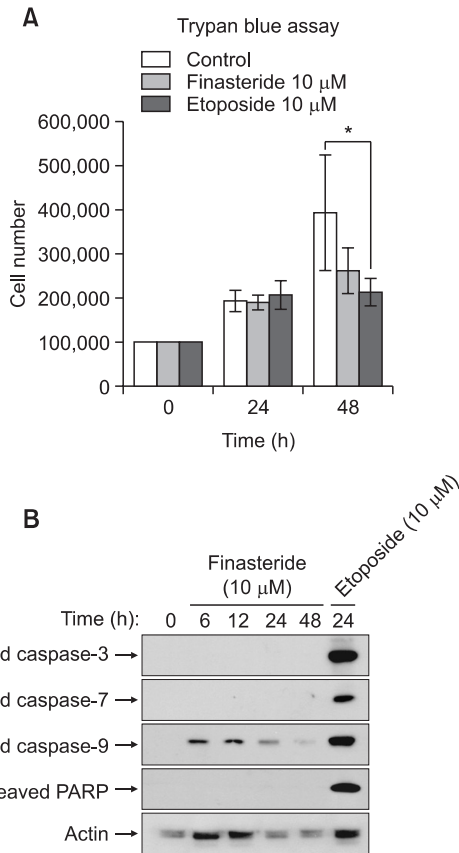 A
Trypan blue assay
Control
Finasteride 10 μM
Etoposide 10 μM
600,000
500,000
400,000
300,000
200,000
100,000
0
Cell number
*
0 24 48
Time (h)
B
Finasteride
(10 μM)
Etoposide (10 μM)
Time (h): 0 6 12 24 48 24
d caspase-3
d caspase-7
d caspase-9
eaved PARP
Actin